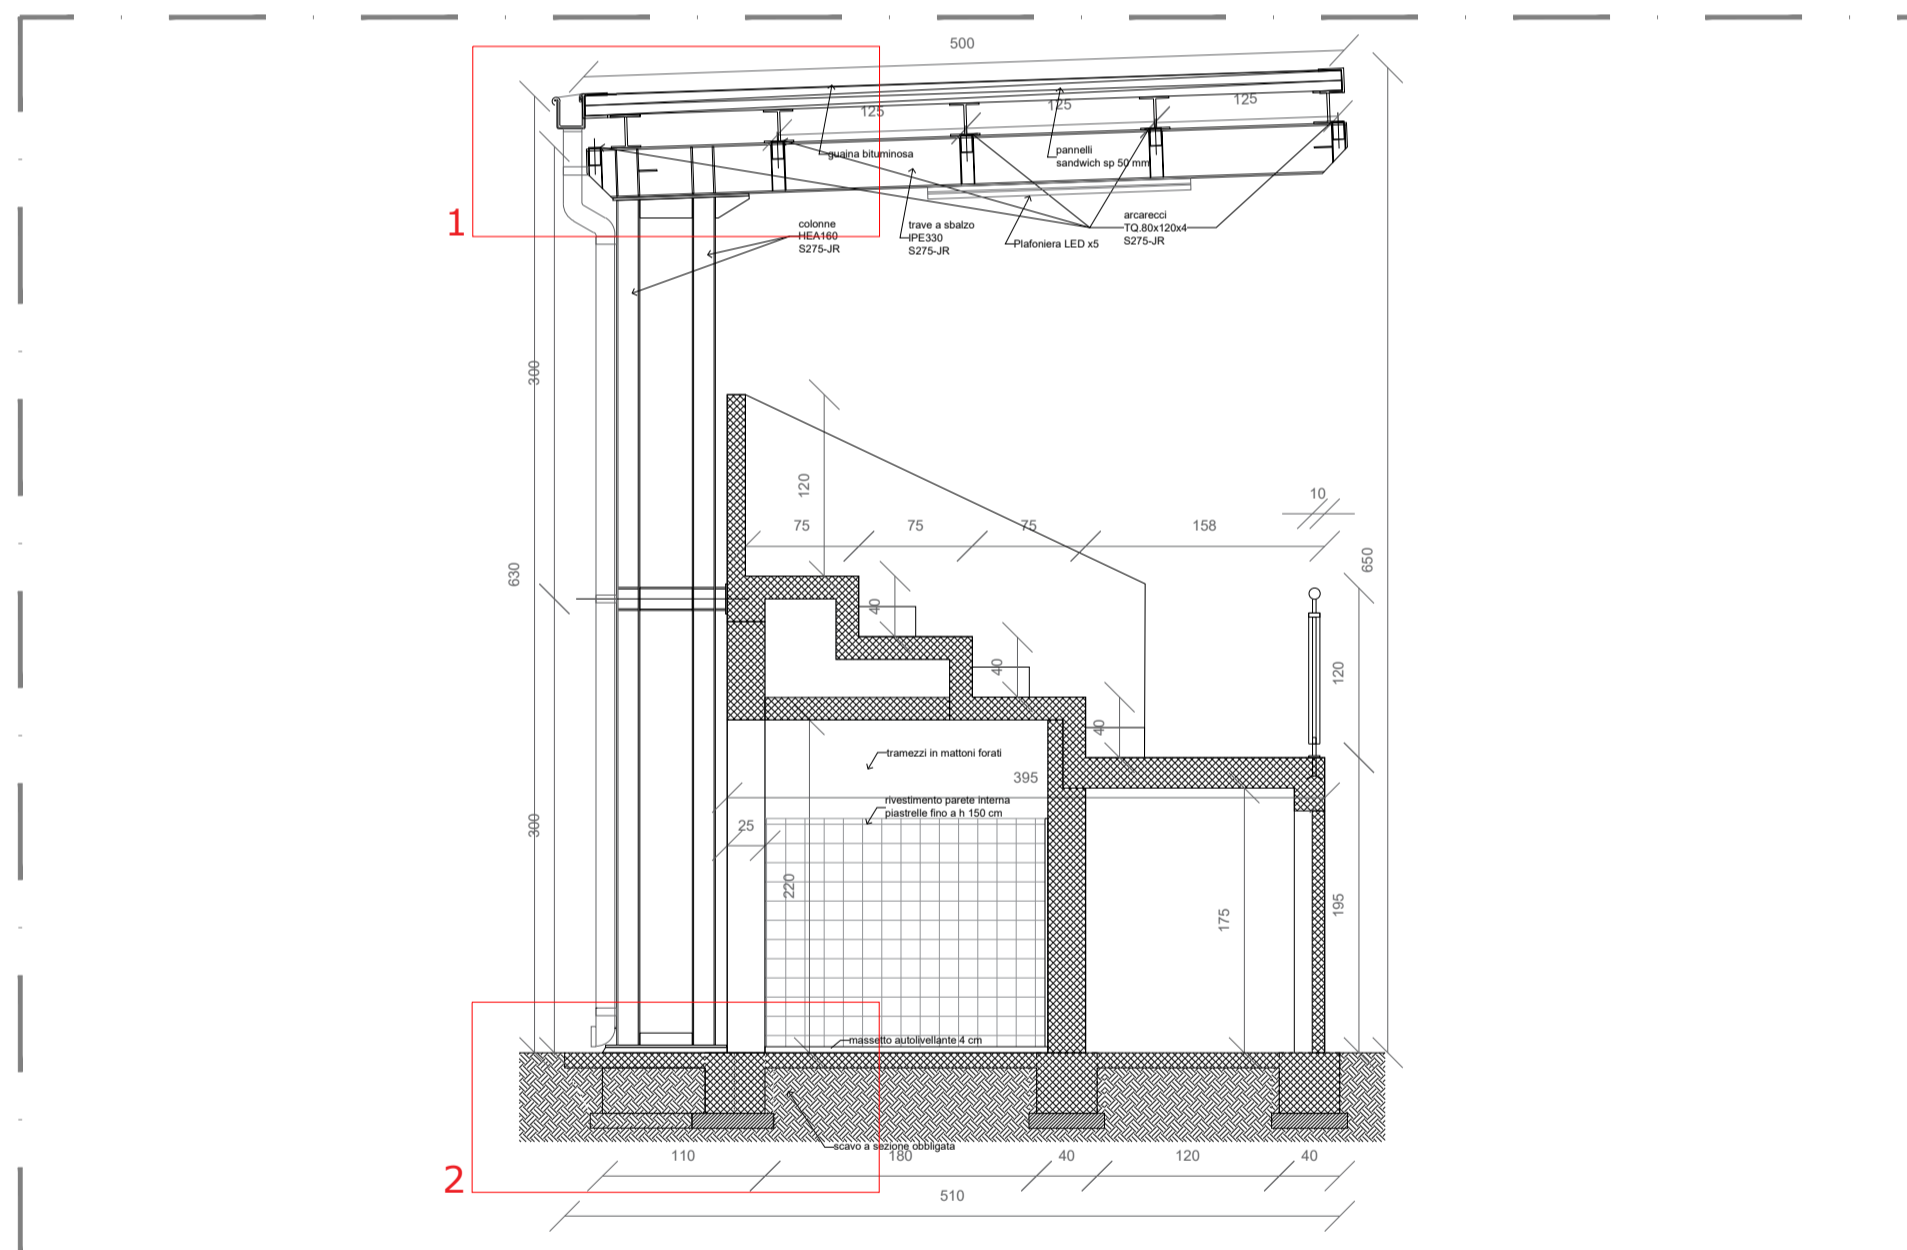 500
125
125
125
guaina bituminosa
pannelli
sandwich sp 50 mm
1
colonne
HEA160
S275-JR
trave a sbalzo
IPE330
S275-JR
Plafoniera LED x5
arcarecci
TQ.80x120x4
S275-JR
300
120
10
75
75
75
158
630
650
40
40
40
120
tramezzi in mattoni forati
395
rivestimento parete interna
piastrelle fino a h 150 cm
25
300
220
175
195
massetto autolivellante 4 cm
scavo a sezione obbligata
2
110
180
40
120
40
510